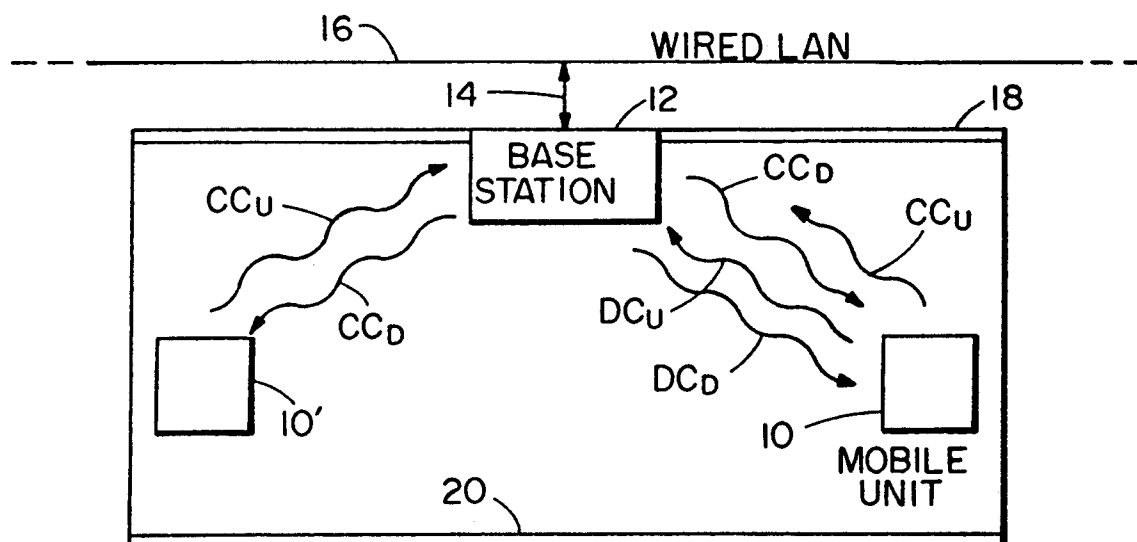 16
WIRED LAN
14
12
18
BASE
STATION
CCU
CCD
CCD
CCU
DCU
DCD
10'
10
MOBILE
UNIT
20